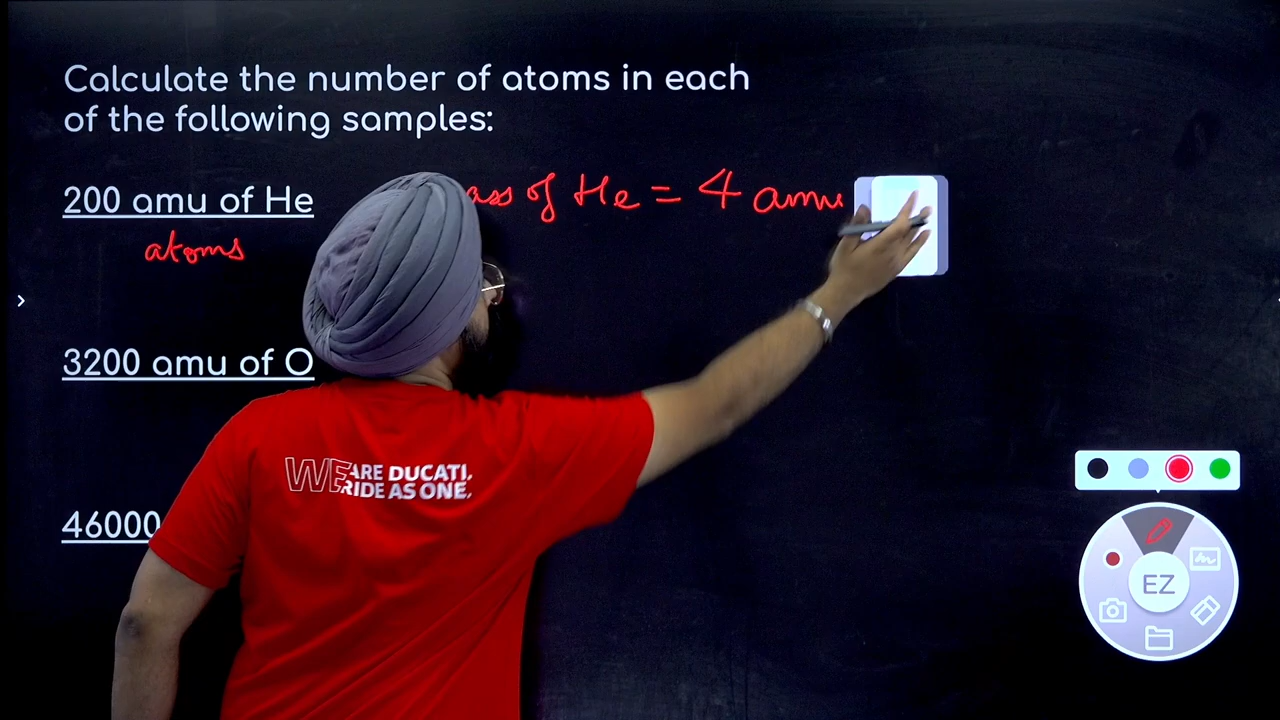 Calculate the number of atoms in each
of the following samples:
200 amu of He
ass of He = 4 amu
atoms
3200 amu of O
WE ARE DUCATI.
RIDE AS ONE.
46000
EZ